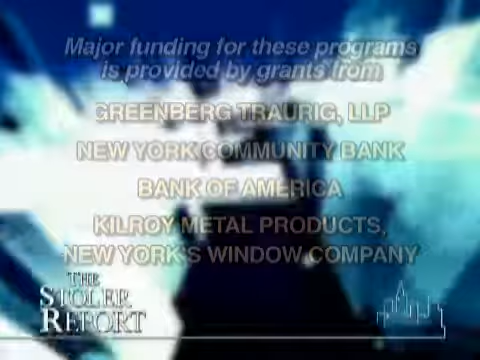 Major funding for these programs
is provided by grants from
GREENBERG TRAURIG, LLP
NEW YORK COMMUNITY BANK
BANK OF AMERICA
KILROY METAL PRODUCTS,
NEW YORK'S WINDOW COMPANY
THE
STOLER
REPORT